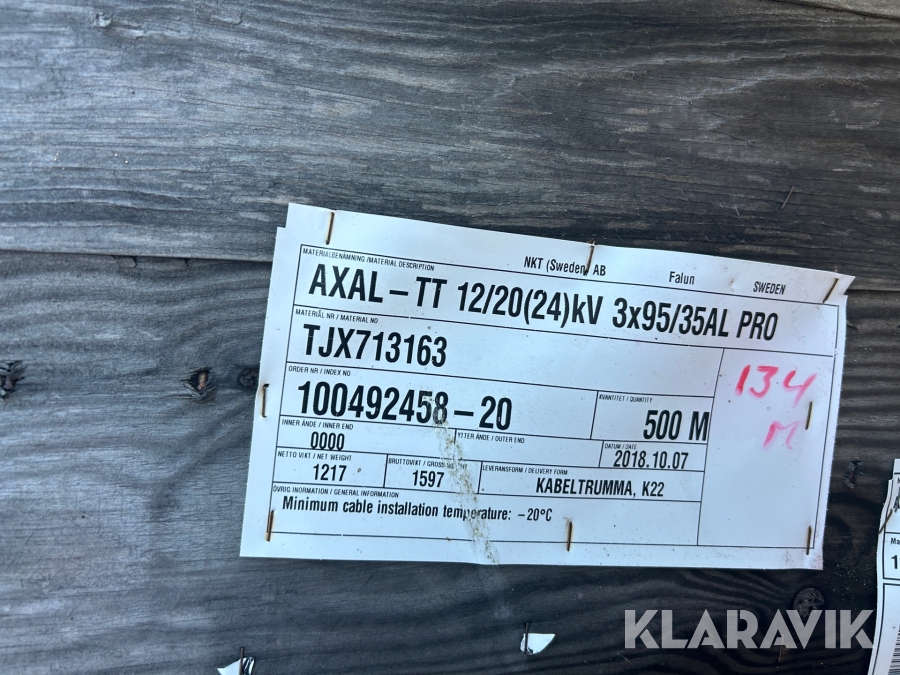 NKT (Sweden) AB Falun SWEDEN
MATERIALBENÄMNING /MATERIAL DESCRIPTION
AXAL-TT 12/20(24)kV 3x95/35AL PRO
MATERIAL NR / MATERIAL NO
TJX713163
134
M
ORDER NR / INDEX NO
100492458-20
KVANTITET / QUANTITY
500 M
INNER ÄNDE / INNER END
0000
YTTER ÄNDE / OUTER END
DATUM / DATE
2018.10.07
NETTO VIKT / NET WEIGHT
1217
BRUTTOVIKT / GROSS
1597
LEVERANSFORM / DELIVERY FORM
KABELTRUMMA, K22
ÖVRIG INORMATION / GENERAL INFORMATION
Minimum cable installation temperature: -20°C
KLARAVIK